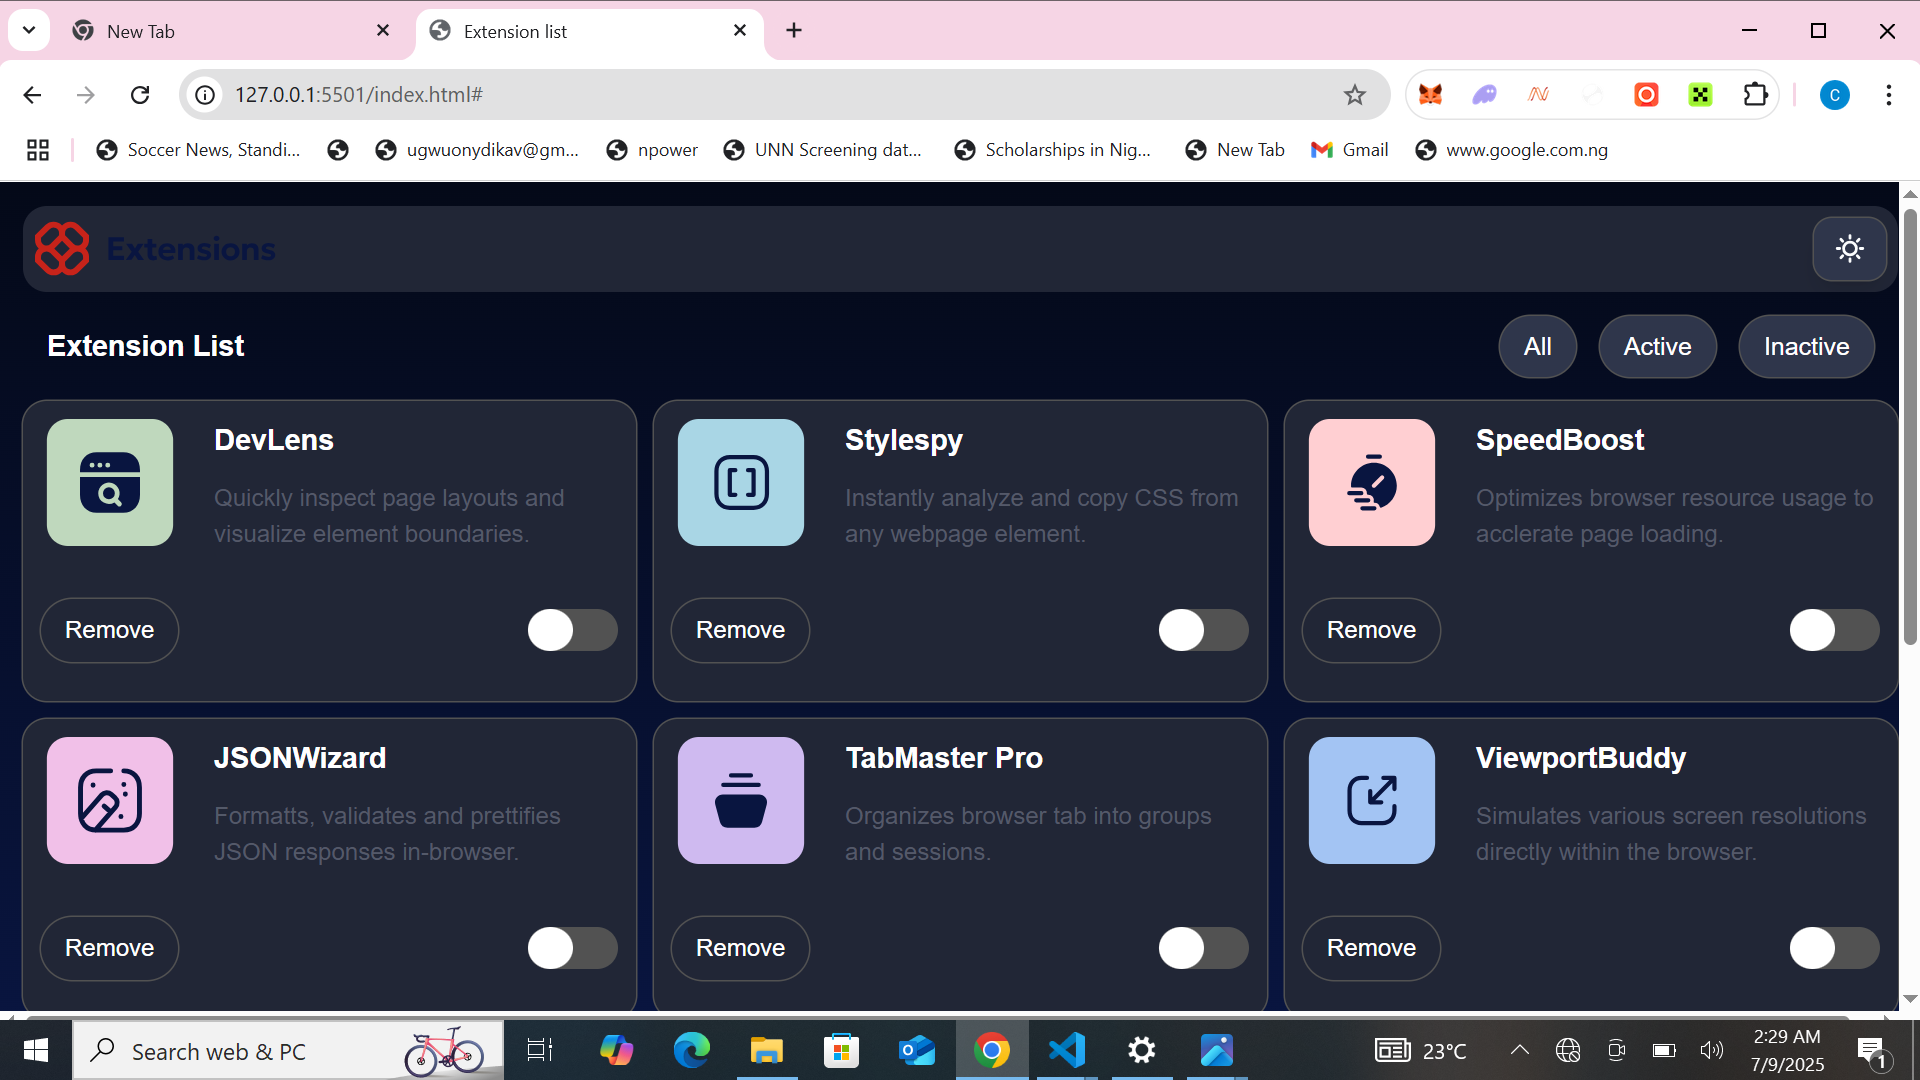 New Tab
Extension list
127.0.0.1:5501/index.html#
C
Soccer News, Standi...
ugwuonydikav@gm...
npower
UNN Screening dat...
Scholarships in Nig...
New Tab
Gmail
www.google.com.ng
Extensions
Extension List
All
Active
Inactive
DevLens
Quickly inspect page layouts and
visualize element boundaries.
Remove
Stylespy
Instantly analyze and copy CSS from
any webpage element.
Remove
SpeedBoost
Optimizes browser resource usage to
acclerate page loading.
Remove
JSONWizard
Formatts, validates and prettifies
JSON responses in-browser.
Remove
TabMaster Pro
Organizes browser tab into groups
and sessions.
Remove
ViewportBuddy
Simulates various screen resolutions
directly within the browser.
Remove
Search web & PC
23°C
2:29 AM
7/9/2025
1